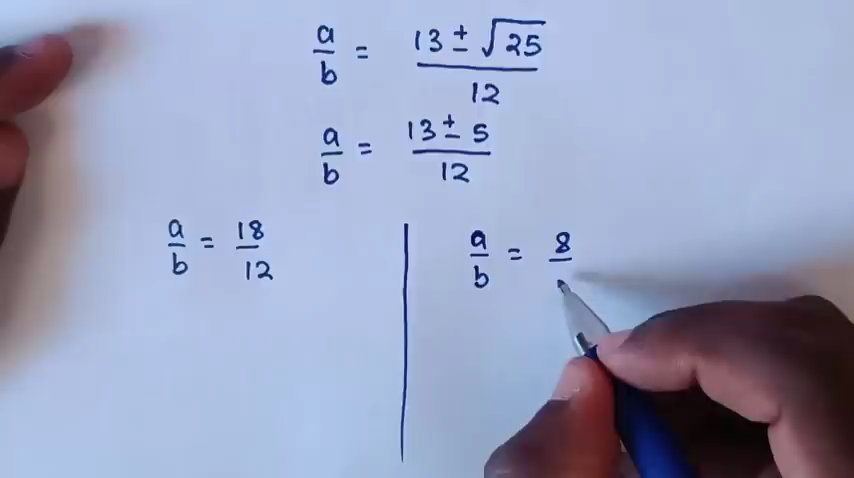 a/b = (13 ± √25)/12
a/b = (13 ± 5)/12
a/b = 18/12
a/b = 8/